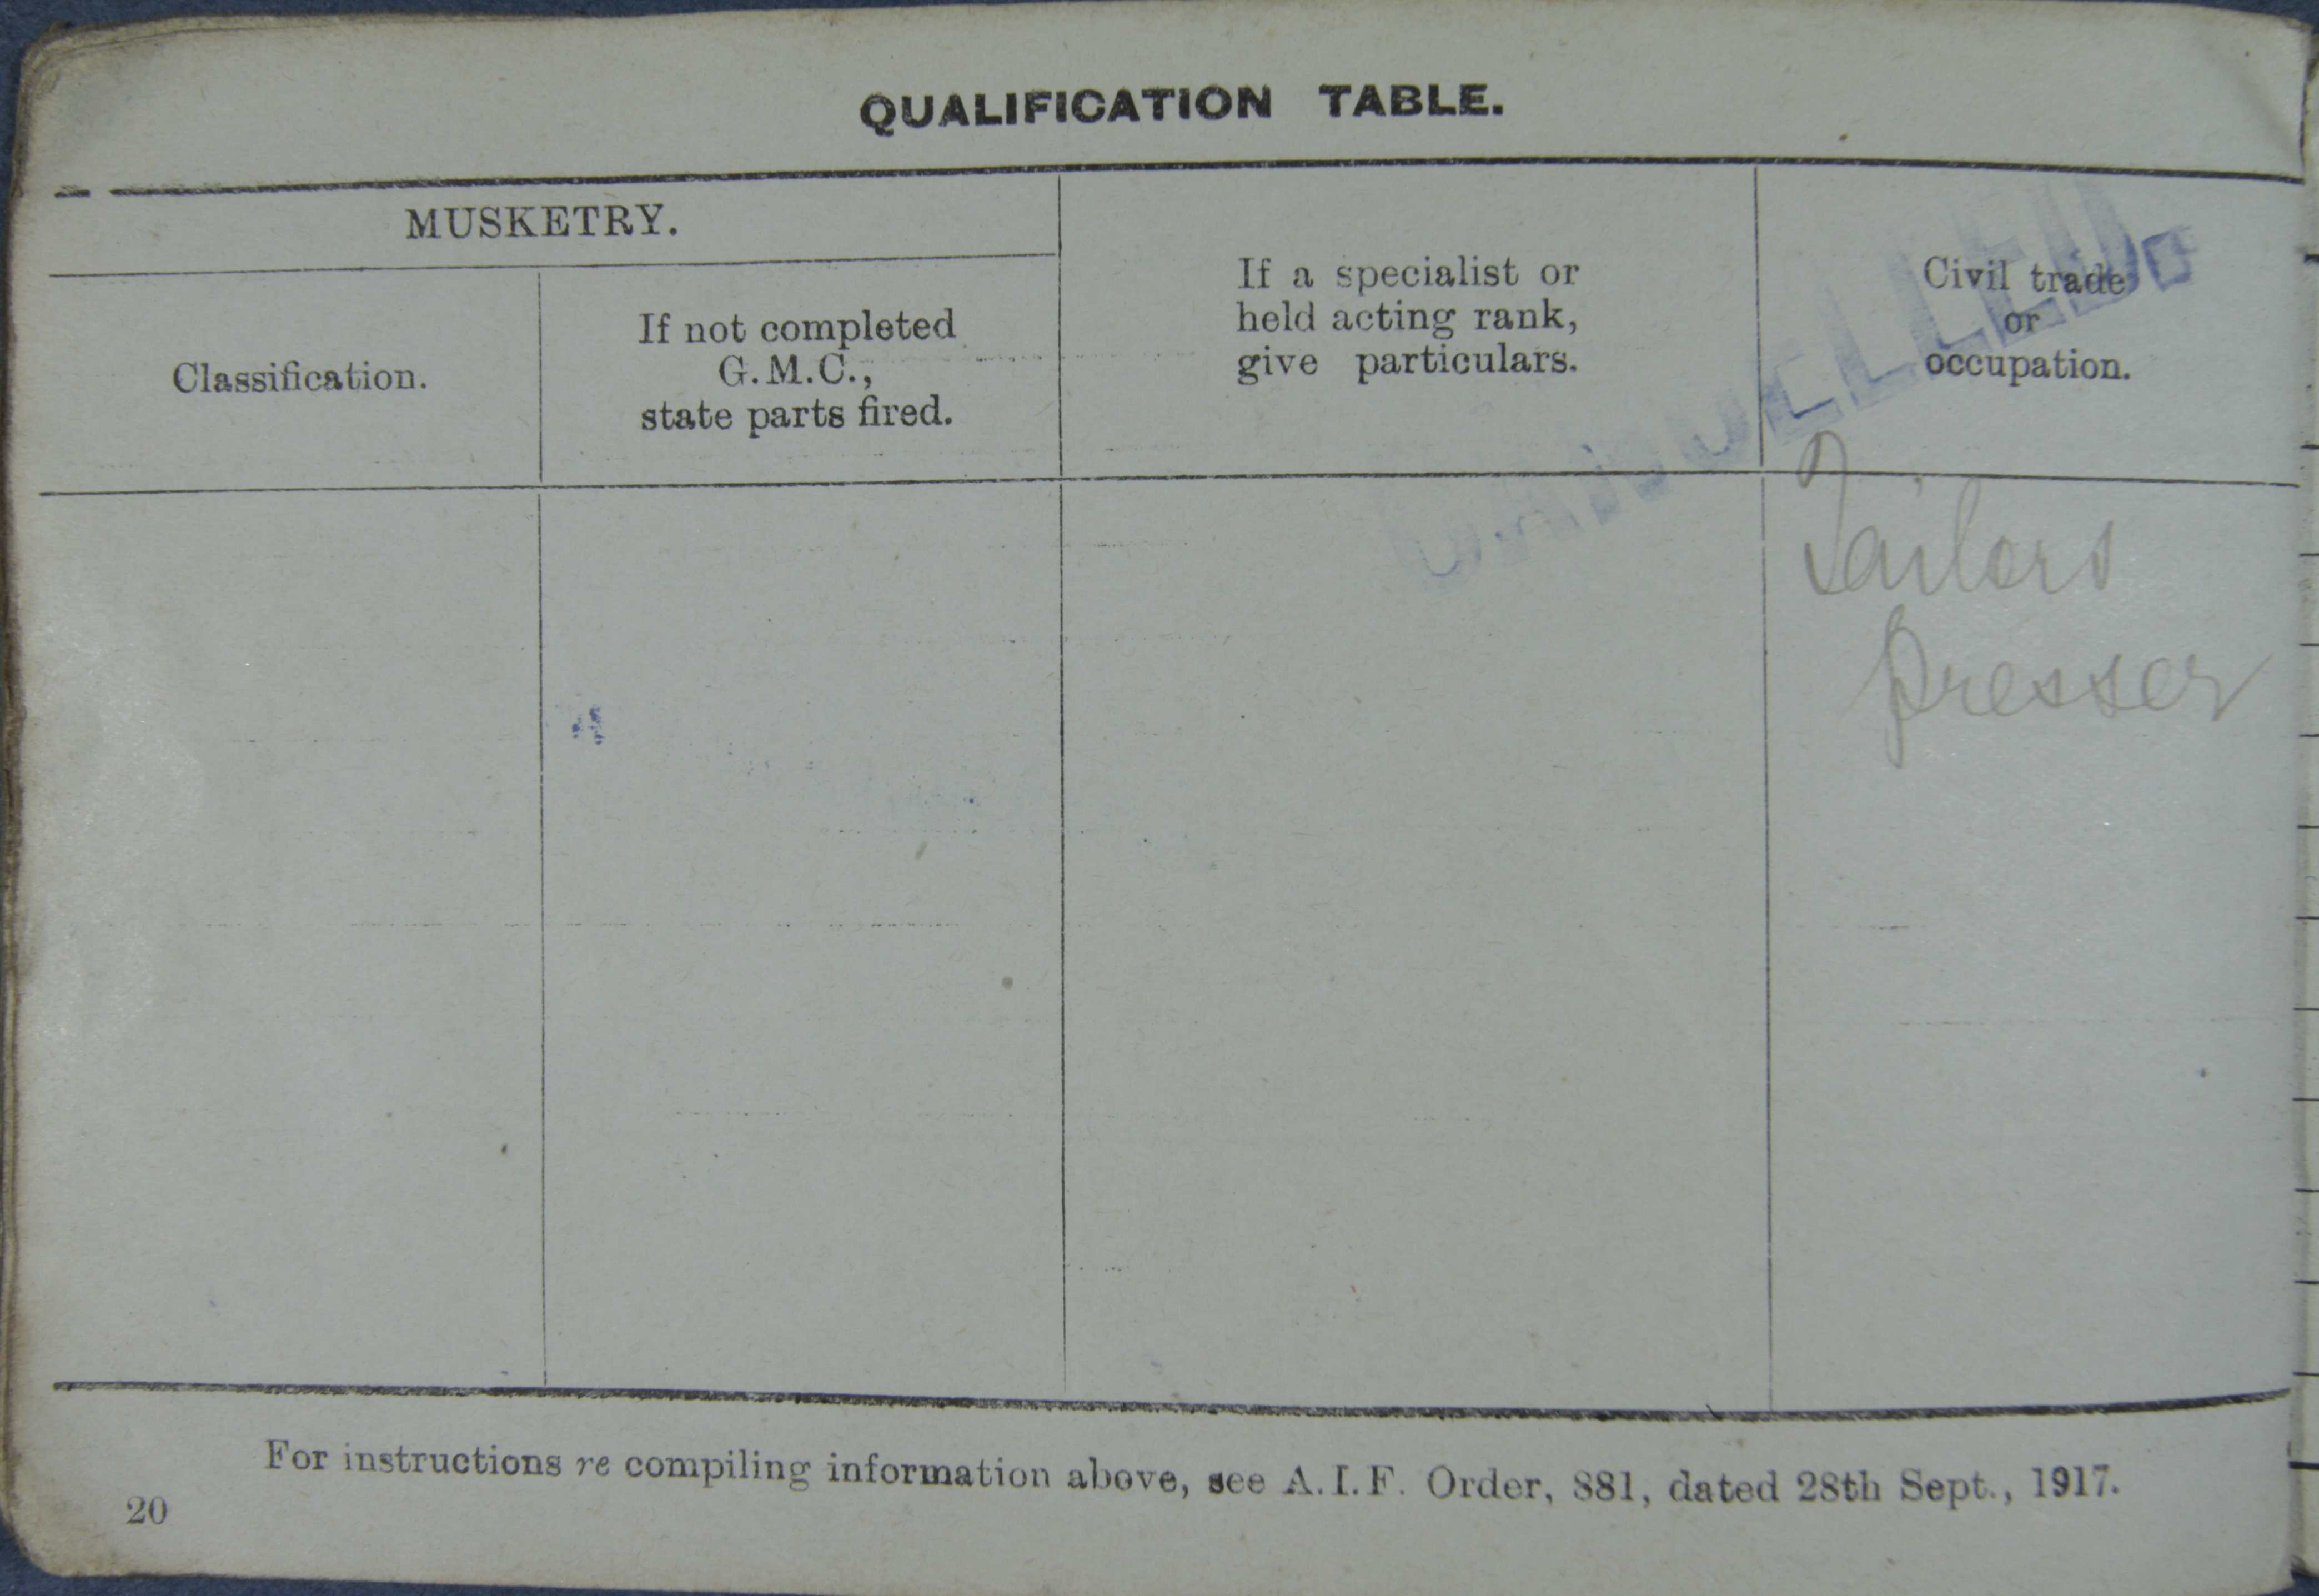 QUALIFICATION TABLE.
MUSKETRY.
Classification.
If not completed
G.M.C.,
state parts fired.
If a specialist or
held acting rank,
give particulars.
Civil trade
or
occupation.
CANCELLED.
Tailors
presser
For instructions re compiling information above, see A.I.F. Order, 881, dated 28th Sept., 1917.
20